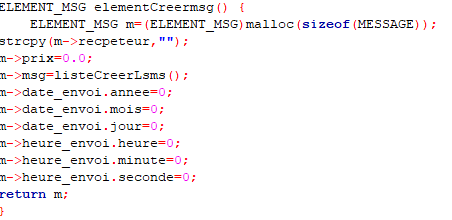 ELEMENT_MSG elementCreermsg() {
ELEMENT_MSG m=(ELEMENT_MSG)malloc(sizeof(MESSAGE));
strcpy(m->recpeteur,"");
m->prix=0.0;
m->msg=listeCreerLsms();
m->date_envoi.annee=0;
m->date_envoi.mois=0;
m->date_envoi.jour=0;
m->heure_envoi.heure=0;
m->heure_envoi.minute=0;
m->heure_envoi.seconde=0;
return m;
}